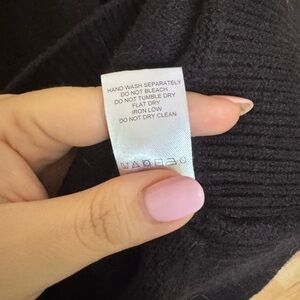 HAND WASH SEPARATELY
DO NOT BLEACH
DO NOT TUMBLE DRY
FLAT DRY
IRON LOW
DO NOT DRY CLEAN